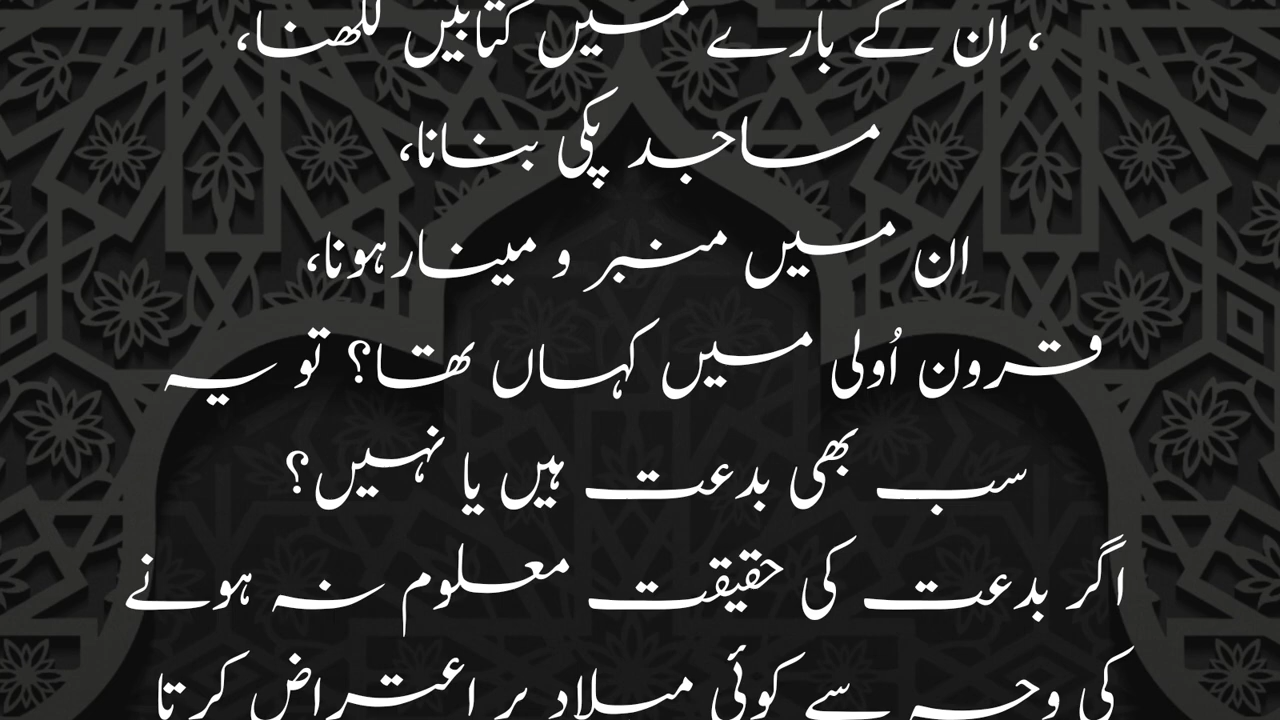 ، ان کے بارے میں کتابیں لکھنا،
مساجد پکی بنانا،
ان میں منبر و مینار ہونا،
قرون اُولی میں کہاں تھا؟ تو یہ
سب بھی بدعت ہیں یا نہیں؟
اگر بدعت کی حقیقت معلوم نہ ہونے
کی وجہ سے کوئی میلاد پر اعتراض کرتا